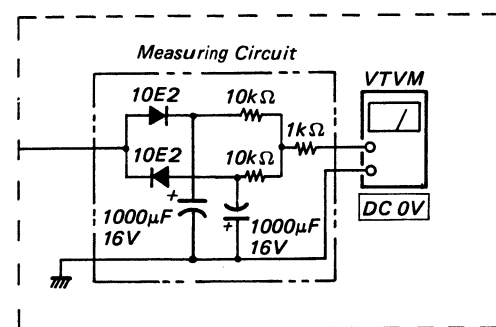 Measuring Circuit
VTVM
10E2
10kΩ
1kΩ
10E2
10kΩ
+
1000µF
16V
+
1000µF
16V
DC 0V